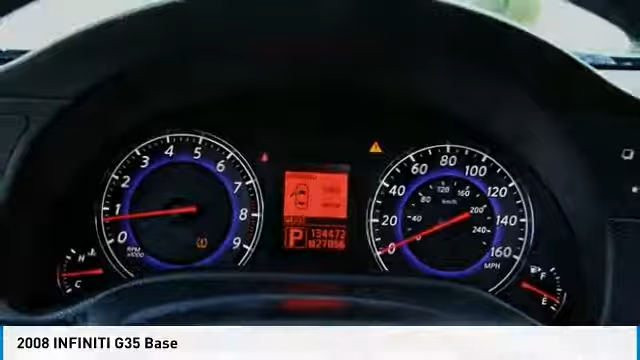 0 1 2 3 4 5 6 7 8 9
RPM
x1000
H
C
P
134472
0 20 40 60 80 100 120 140 160
40 80 120 160 200 240
km/h
MPH
F
E
2008 INFINITI G35 Base